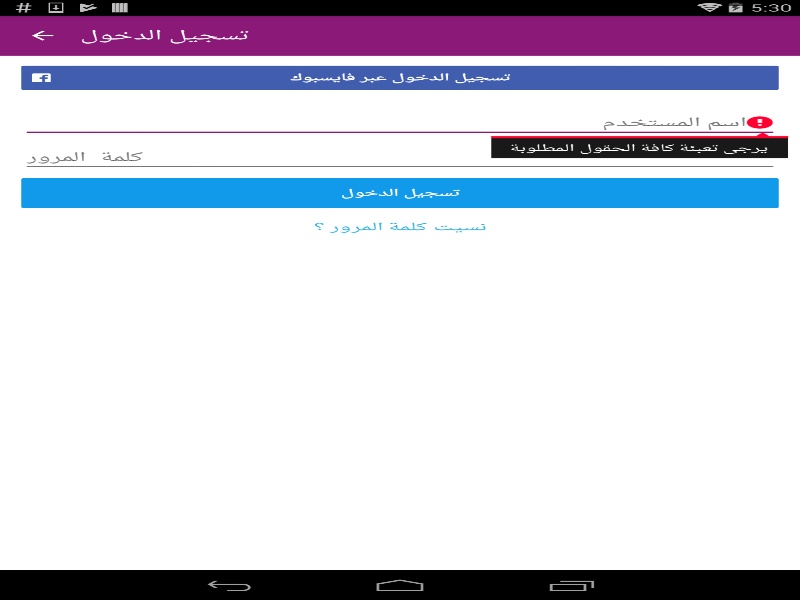 5:30
تسجيل الدخول
تسجيل الدخول عبر فايسبوك
اسم المستخدم
يرجى تعبئة كافة الحقول المطلوبة
كلمة المرور
تسجيل الدخول
نسيت كلمة المرور ؟